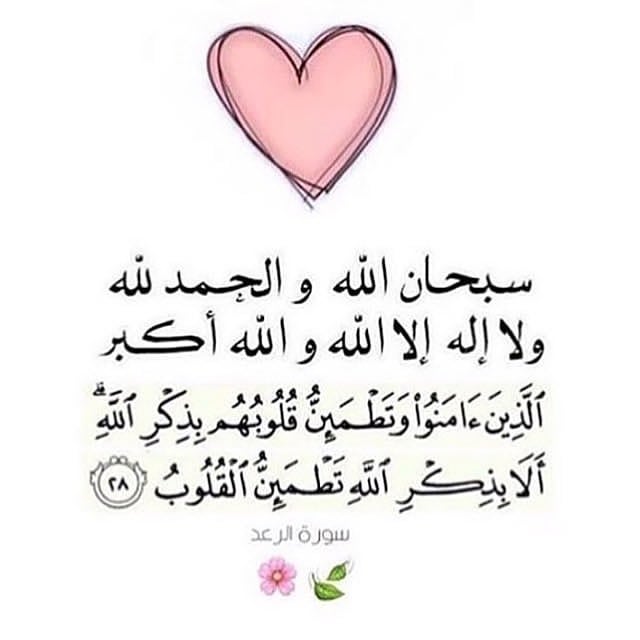 سبحان الله و الحمد لله
ولا إله إلا الله و الله أكبر
ٱلَّذِينَ ءَامَنُوا۟ وَتَطْمَئِنُّ قُلُوبُهُم بِذِكْرِ ٱللَّهِ ۗ
أَلَا بِذِكْرِ ٱللَّهِ تَطْمَئِنُّ ٱلْقُلُوبُ ٢٨
سورة الرعد